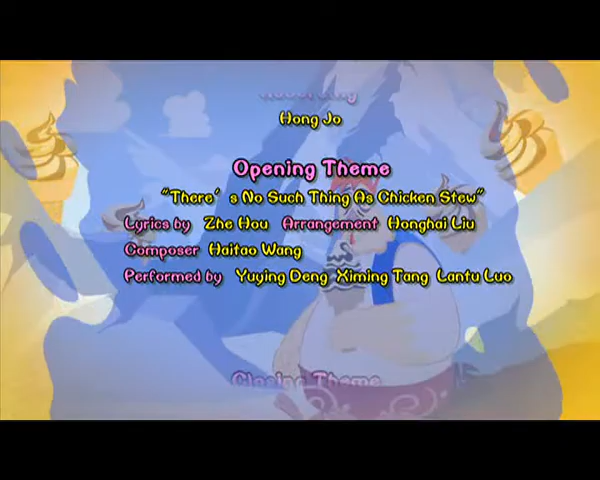 Hong Jo
Opening Theme
"There's No Such Thing As Chicken Stew"
Lyrics by Zhe Hou Arrangement Honghai Liu
Composer Haitao Wang
Performed by Yuying Deng Ximing Tang Lantu Luo
Closing Theme